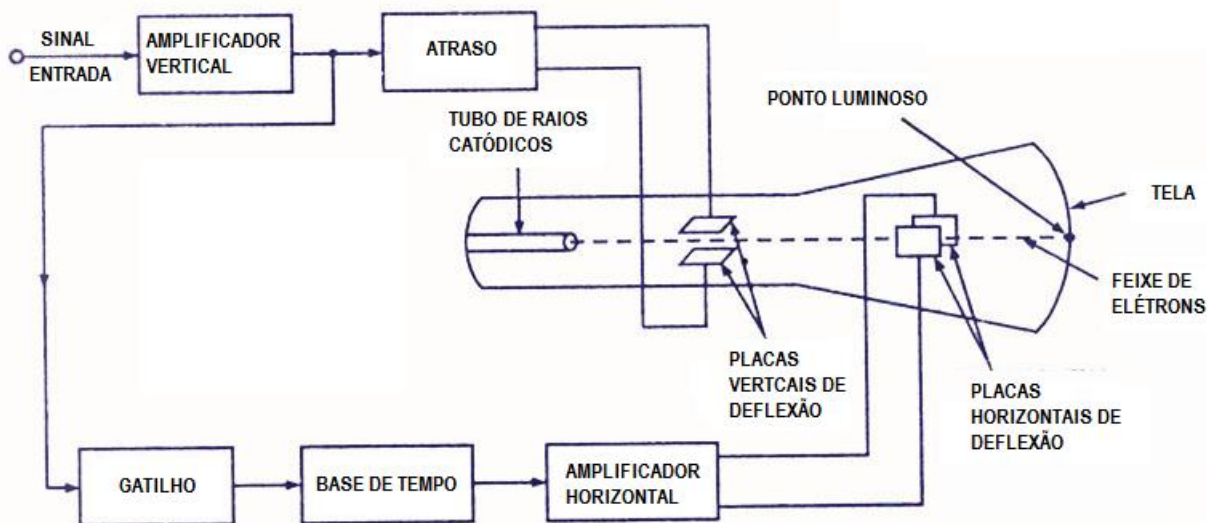 SINAL
ENTRADA
AMPLIFICADOR
VERTICAL
ATRASO
TUBO DE RAIOS
CATÓDICOS
PONTO LUMINOSO
TELA
FEIXE DE
ELÉTRONS
PLACAS
VERTCAIS DE
DEFLEXÃO
PLACAS
HORIZONTAIS DE
DEFLEXÃO
GATILHO
BASE DE TEMPO
AMPLIFICADOR
HORIZONTAL